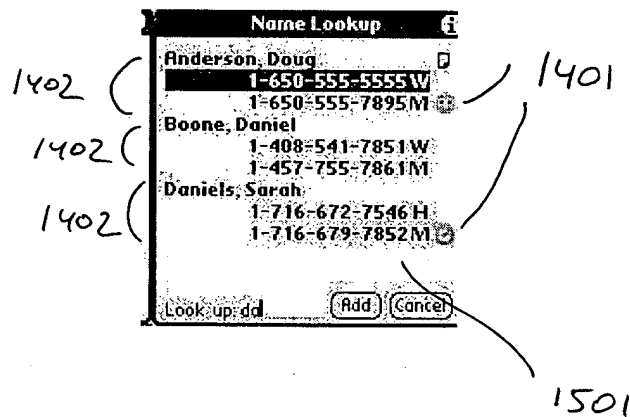 Name Lookup i
Anderson, Doug
1-650-555-5555 W
1-650-555-7895 M
Boone, Daniel
1-408-541-7851 W
1-457-755-7861 M
Daniels, Sarah
1-716-672-7546 H
1-716-679-7852 M
Look up: dd Add Cancel
1402
1402
1402
1401
1501